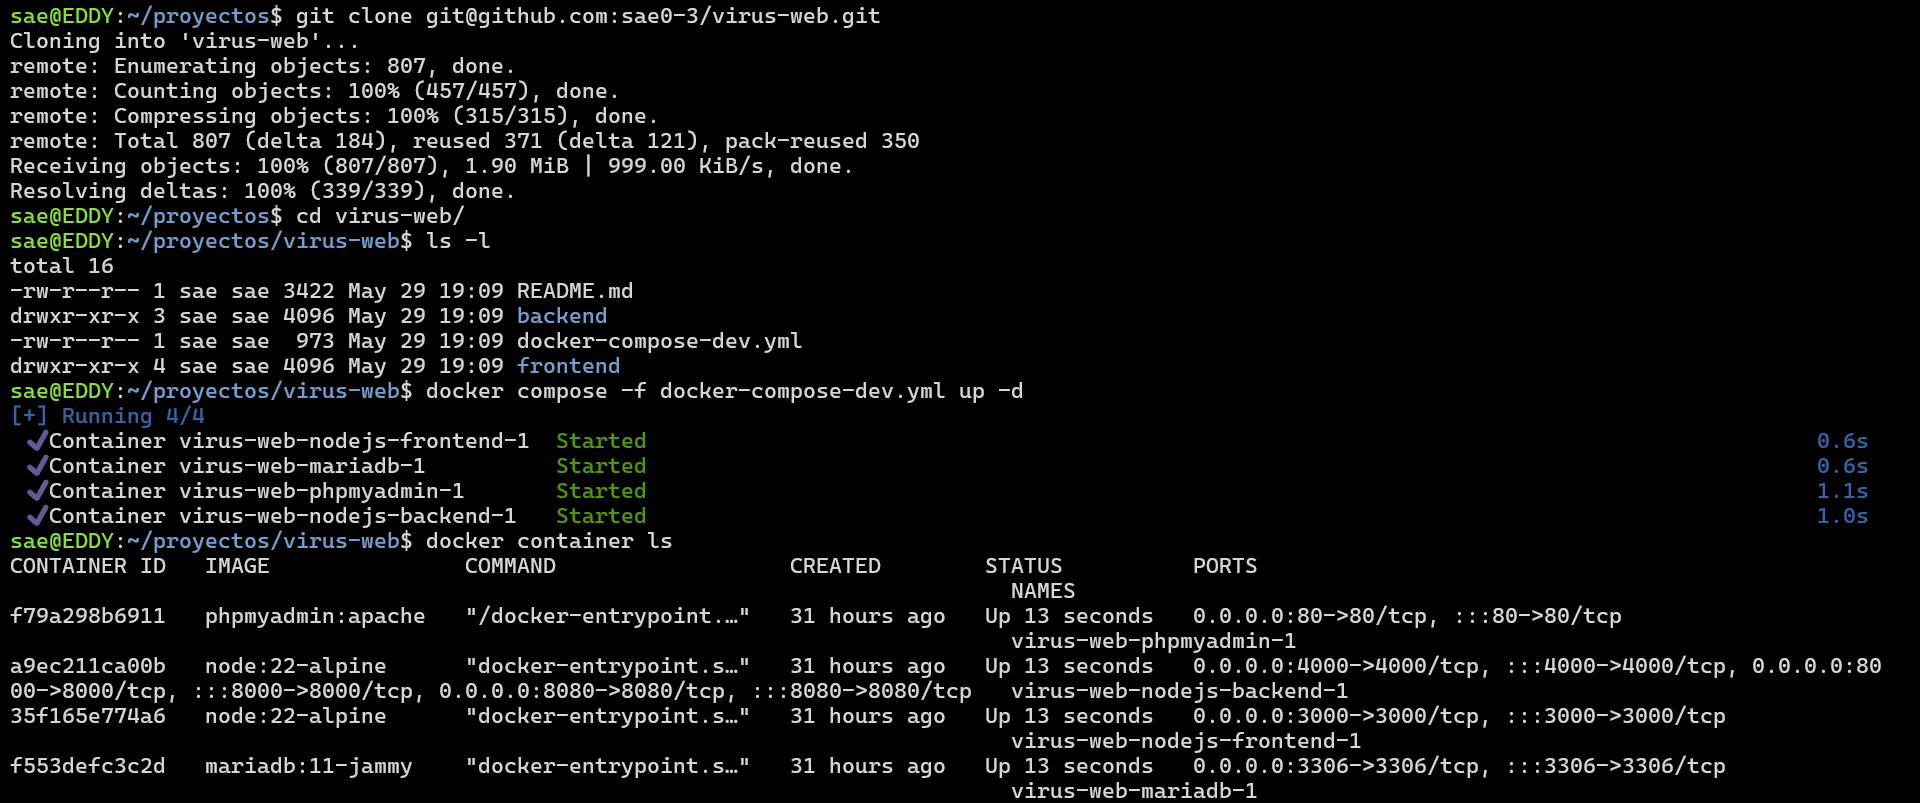 sae@EDDY:~/proyectos$ git clone git@github.com:sae0-3/virus-web.git
Cloning into 'virus-web'...
remote: Enumerating objects: 807, done.
remote: Counting objects: 100% (457/457), done.
remote: Compressing objects: 100% (315/315), done.
remote: Total 807 (delta 184), reused 371 (delta 121), pack-reused 350
Receiving objects: 100% (807/807), 1.90 MiB | 999.00 KiB/s, done.
Resolving deltas: 100% (339/339), done.
sae@EDDY:~/proyectos$ cd virus-web/
sae@EDDY:~/proyectos/virus-web$ ls -l
total 16
-rw-r--r-- 1 sae sae 3422 May 29 19:09 README.md
drwxr-xr-x 3 sae sae 4096 May 29 19:09 backend
-rw-r--r-- 1 sae sae  973 May 29 19:09 docker-compose-dev.yml
drwxr-xr-x 4 sae sae 4096 May 29 19:09 frontend
sae@EDDY:~/proyectos/virus-web$ docker compose -f docker-compose-dev.yml up -d
[+] Running 4/4
 ✔Container virus-web-nodejs-frontend-1  Started 0.6s
 ✔Container virus-web-mariadb-1          Started 0.6s
 ✔Container virus-web-phpmyadmin-1       Started 1.1s
 ✔Container virus-web-nodejs-backend-1   Started 1.0s
sae@EDDY:~/proyectos/virus-web$ docker container ls
CONTAINER ID   IMAGE               COMMAND                  CREATED        STATUS          PORTS
NAMES
f79a298b6911   phpmyadmin:apache   "/docker-entrypoint.…"   31 hours ago   Up 13 seconds   0.0.0.0:80->80/tcp, :::80->80/tcp
virus-web-phpmyadmin-1
a9ec211ca00b   node:22-alpine      "docker-entrypoint.s…"   31 hours ago   Up 13 seconds   0.0.0.0:4000->4000/tcp, :::4000->4000/tcp, 0.0.0.0:80
00->8000/tcp, :::8000->8000/tcp, 0.0.0.0:8080->8080/tcp, :::8080->8080/tcp   virus-web-nodejs-backend-1
35f165e774a6   node:22-alpine      "docker-entrypoint.s…"   31 hours ago   Up 13 seconds   0.0.0.0:3000->3000/tcp, :::3000->3000/tcp
virus-web-nodejs-frontend-1
f553defc3c2d   mariadb:11-jammy    "docker-entrypoint.s…"   31 hours ago   Up 13 seconds   0.0.0.0:3306->3306/tcp, :::3306->3306/tcp
virus-web-mariadb-1